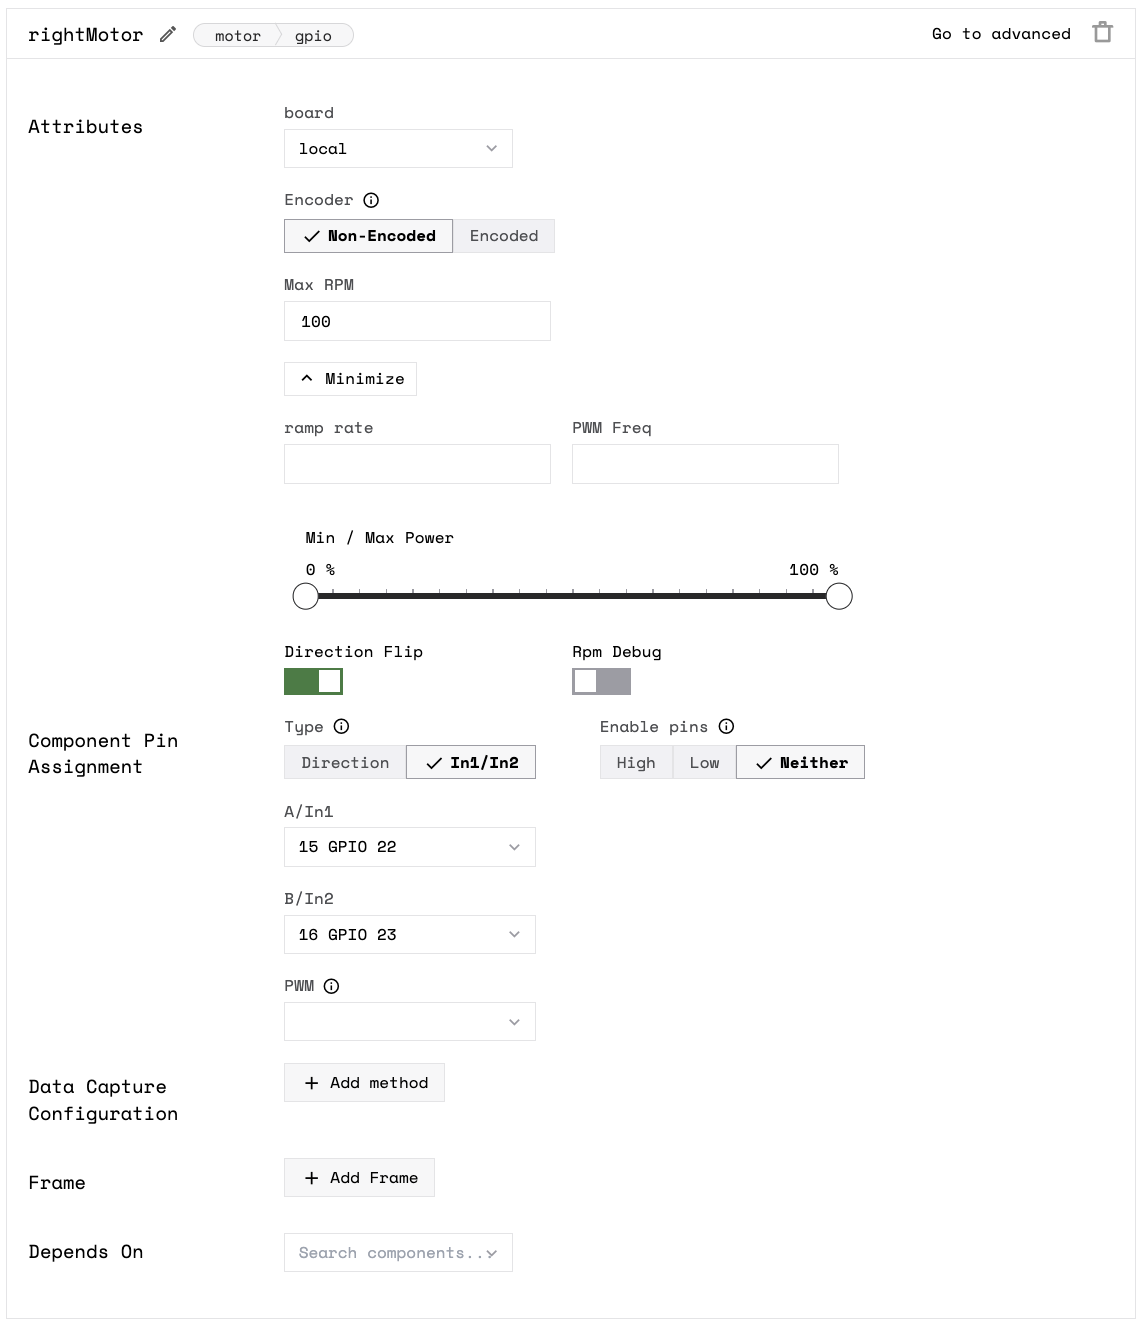 rightMotor motor gpio Go to advanced
Attributes
board
local
Encoder
Non-Encoded Encoded
Max RPM
100
Minimize
ramp rate PWM Freq
Min / Max Power
0 % 100 %
Direction Flip Rpm Debug
Component Pin
Assignment
Type Enable pins
Direction In1/In2 High Low Neither
A/In1
15 GPIO 22
B/In2
16 GPIO 23
PWM
Data Capture
Configuration
+ Add method
Frame
+ Add Frame
Depends On
Search components...